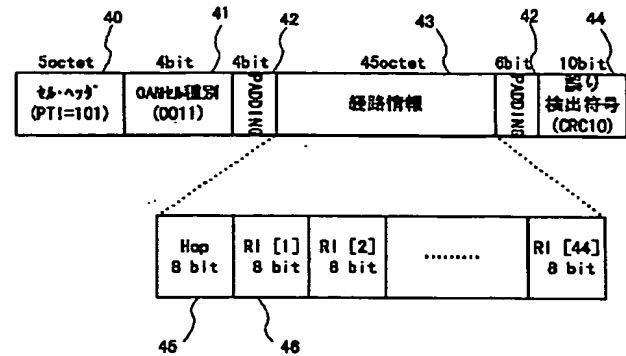 40
41
42
43
42
44
5octet
4bit
4bit
45octet
6bit
10bit
セル・ヘッダ
(PTI=101)
OAMセル種別
(0011)
PADDING
経路情報
PADDING
誤り
検出符号
(CRC10)
Hop
8 bit
RI [1]
8 bit
RI [2]
8 bit
.........
RI [44]
8 bit
45
46